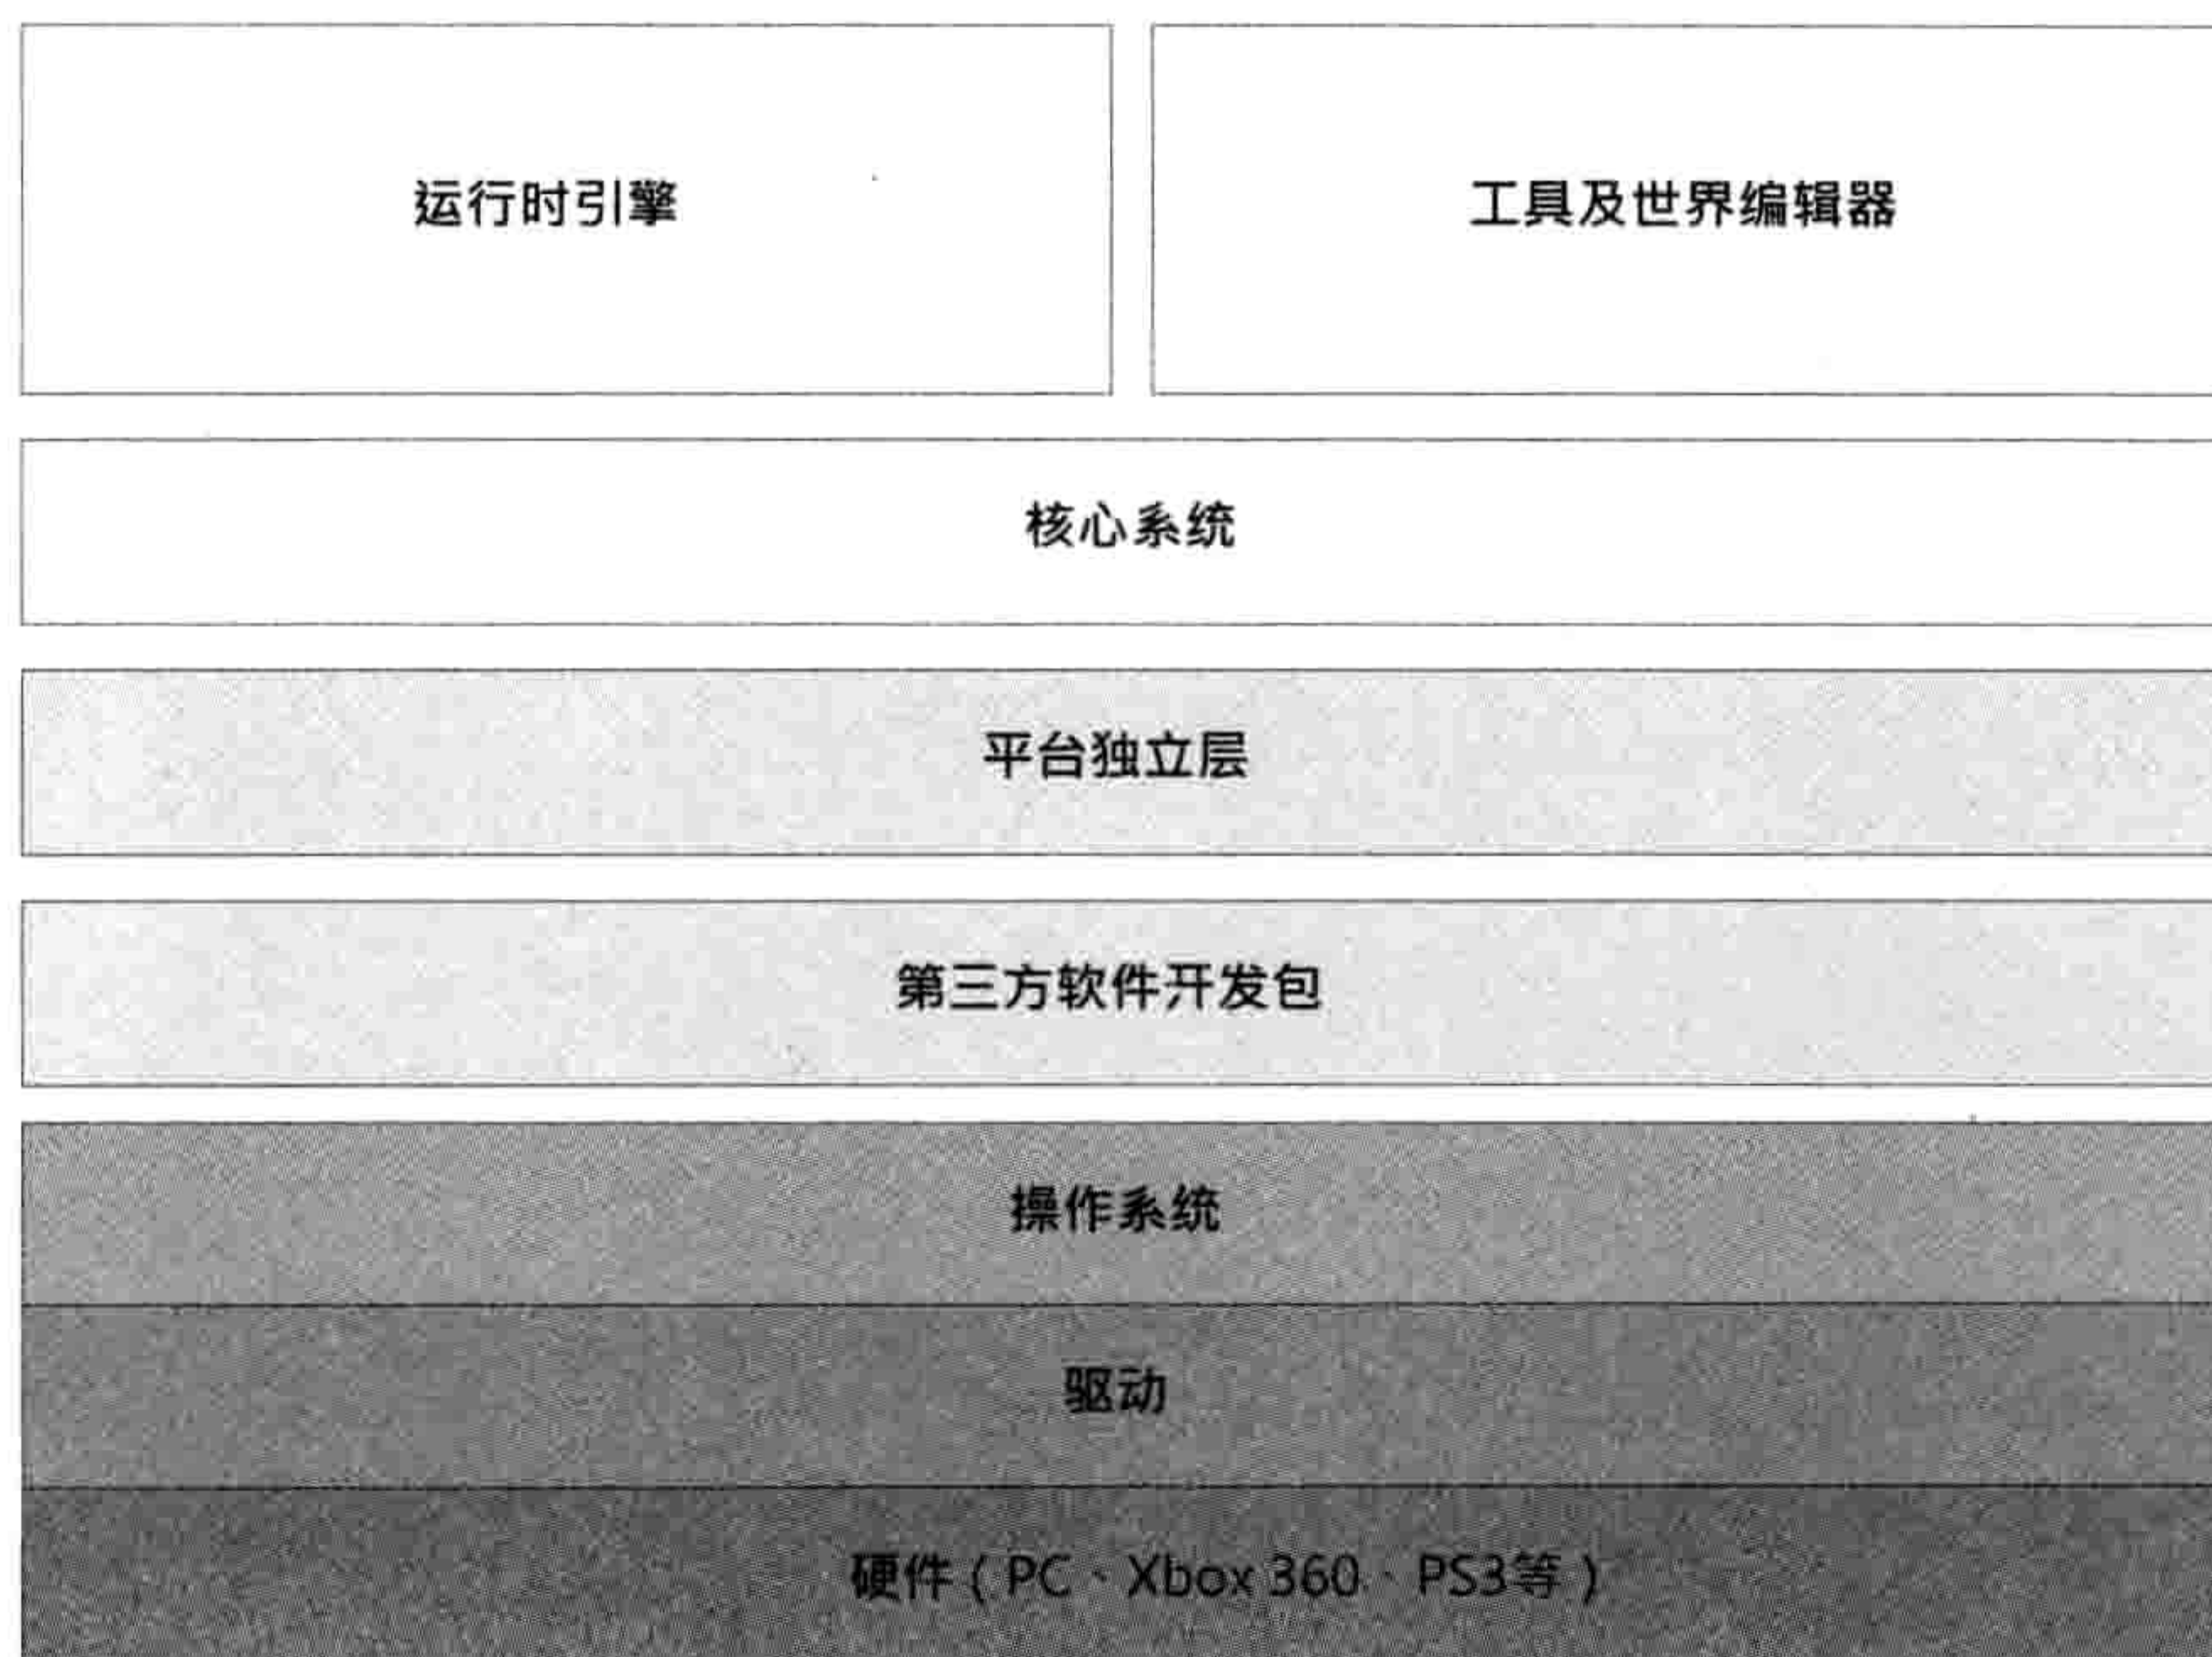 运行时引擎
工具及世界编辑器
核心系统
平台独立层
第三方软件开发包
操作系统
驱动
硬件（PC、Xbox 360、PS3等）